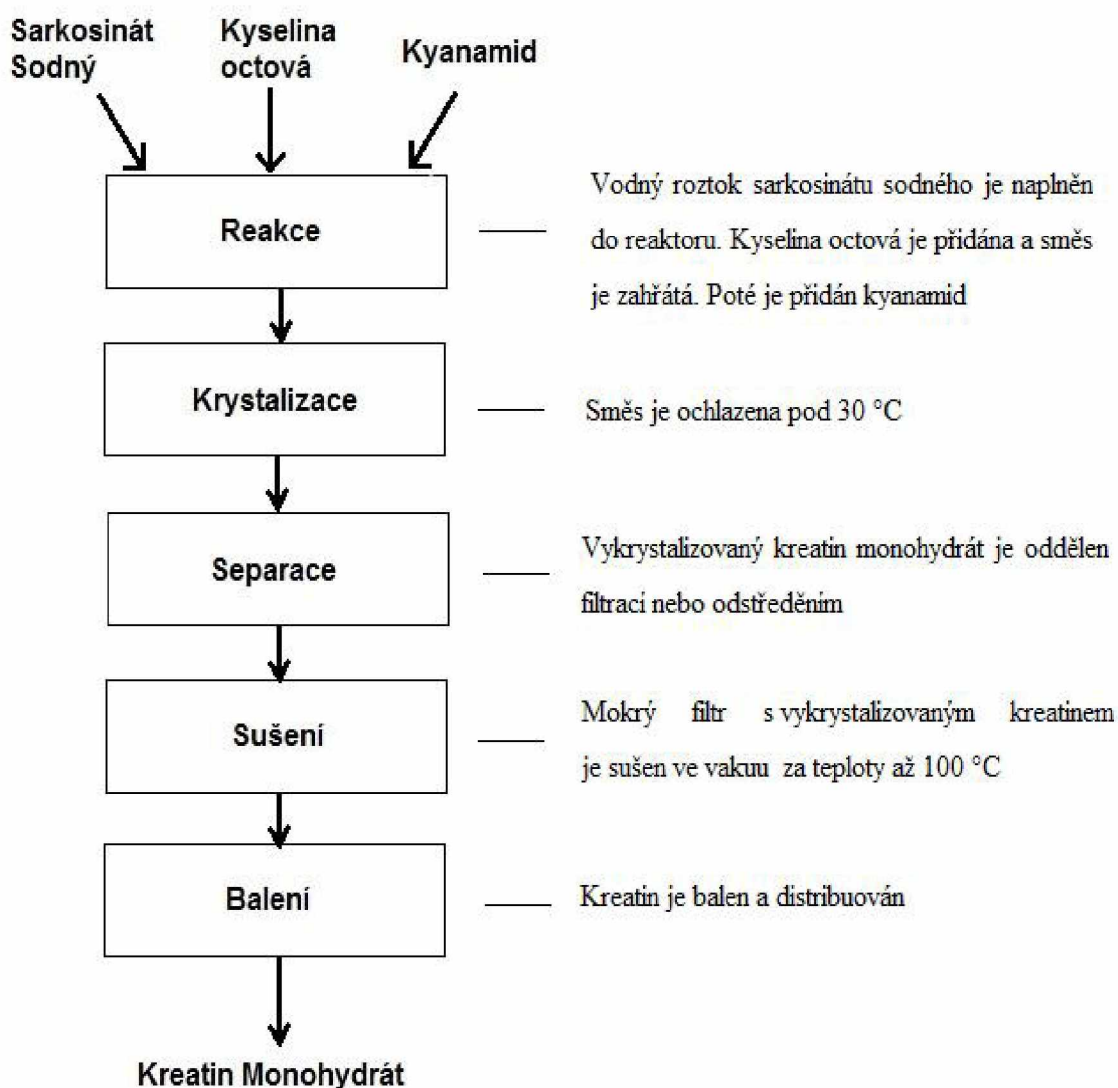 Sarkosinát
Sodný
Kyselina
octová
Kyanamid
Reakce
Vodný roztok sarkosinátu sodného je naplněn
do reaktoru. Kyselina octová je přidána a směs
je zahřátá. Poté je přidán kyanamid
Krystalizace
Směs je ochlazena pod 30 °C
Separace
Vykrystalizovaný kreatin monohydrát je oddělen
filtrací nebo odstředěním
Sušení
Mokrý filtr s vykrystalizovaným kreatinem
je sušen ve vakuu za teploty až 100 °C
Balení
Kreatin je balen a distribuován
Kreatin Monohydrát